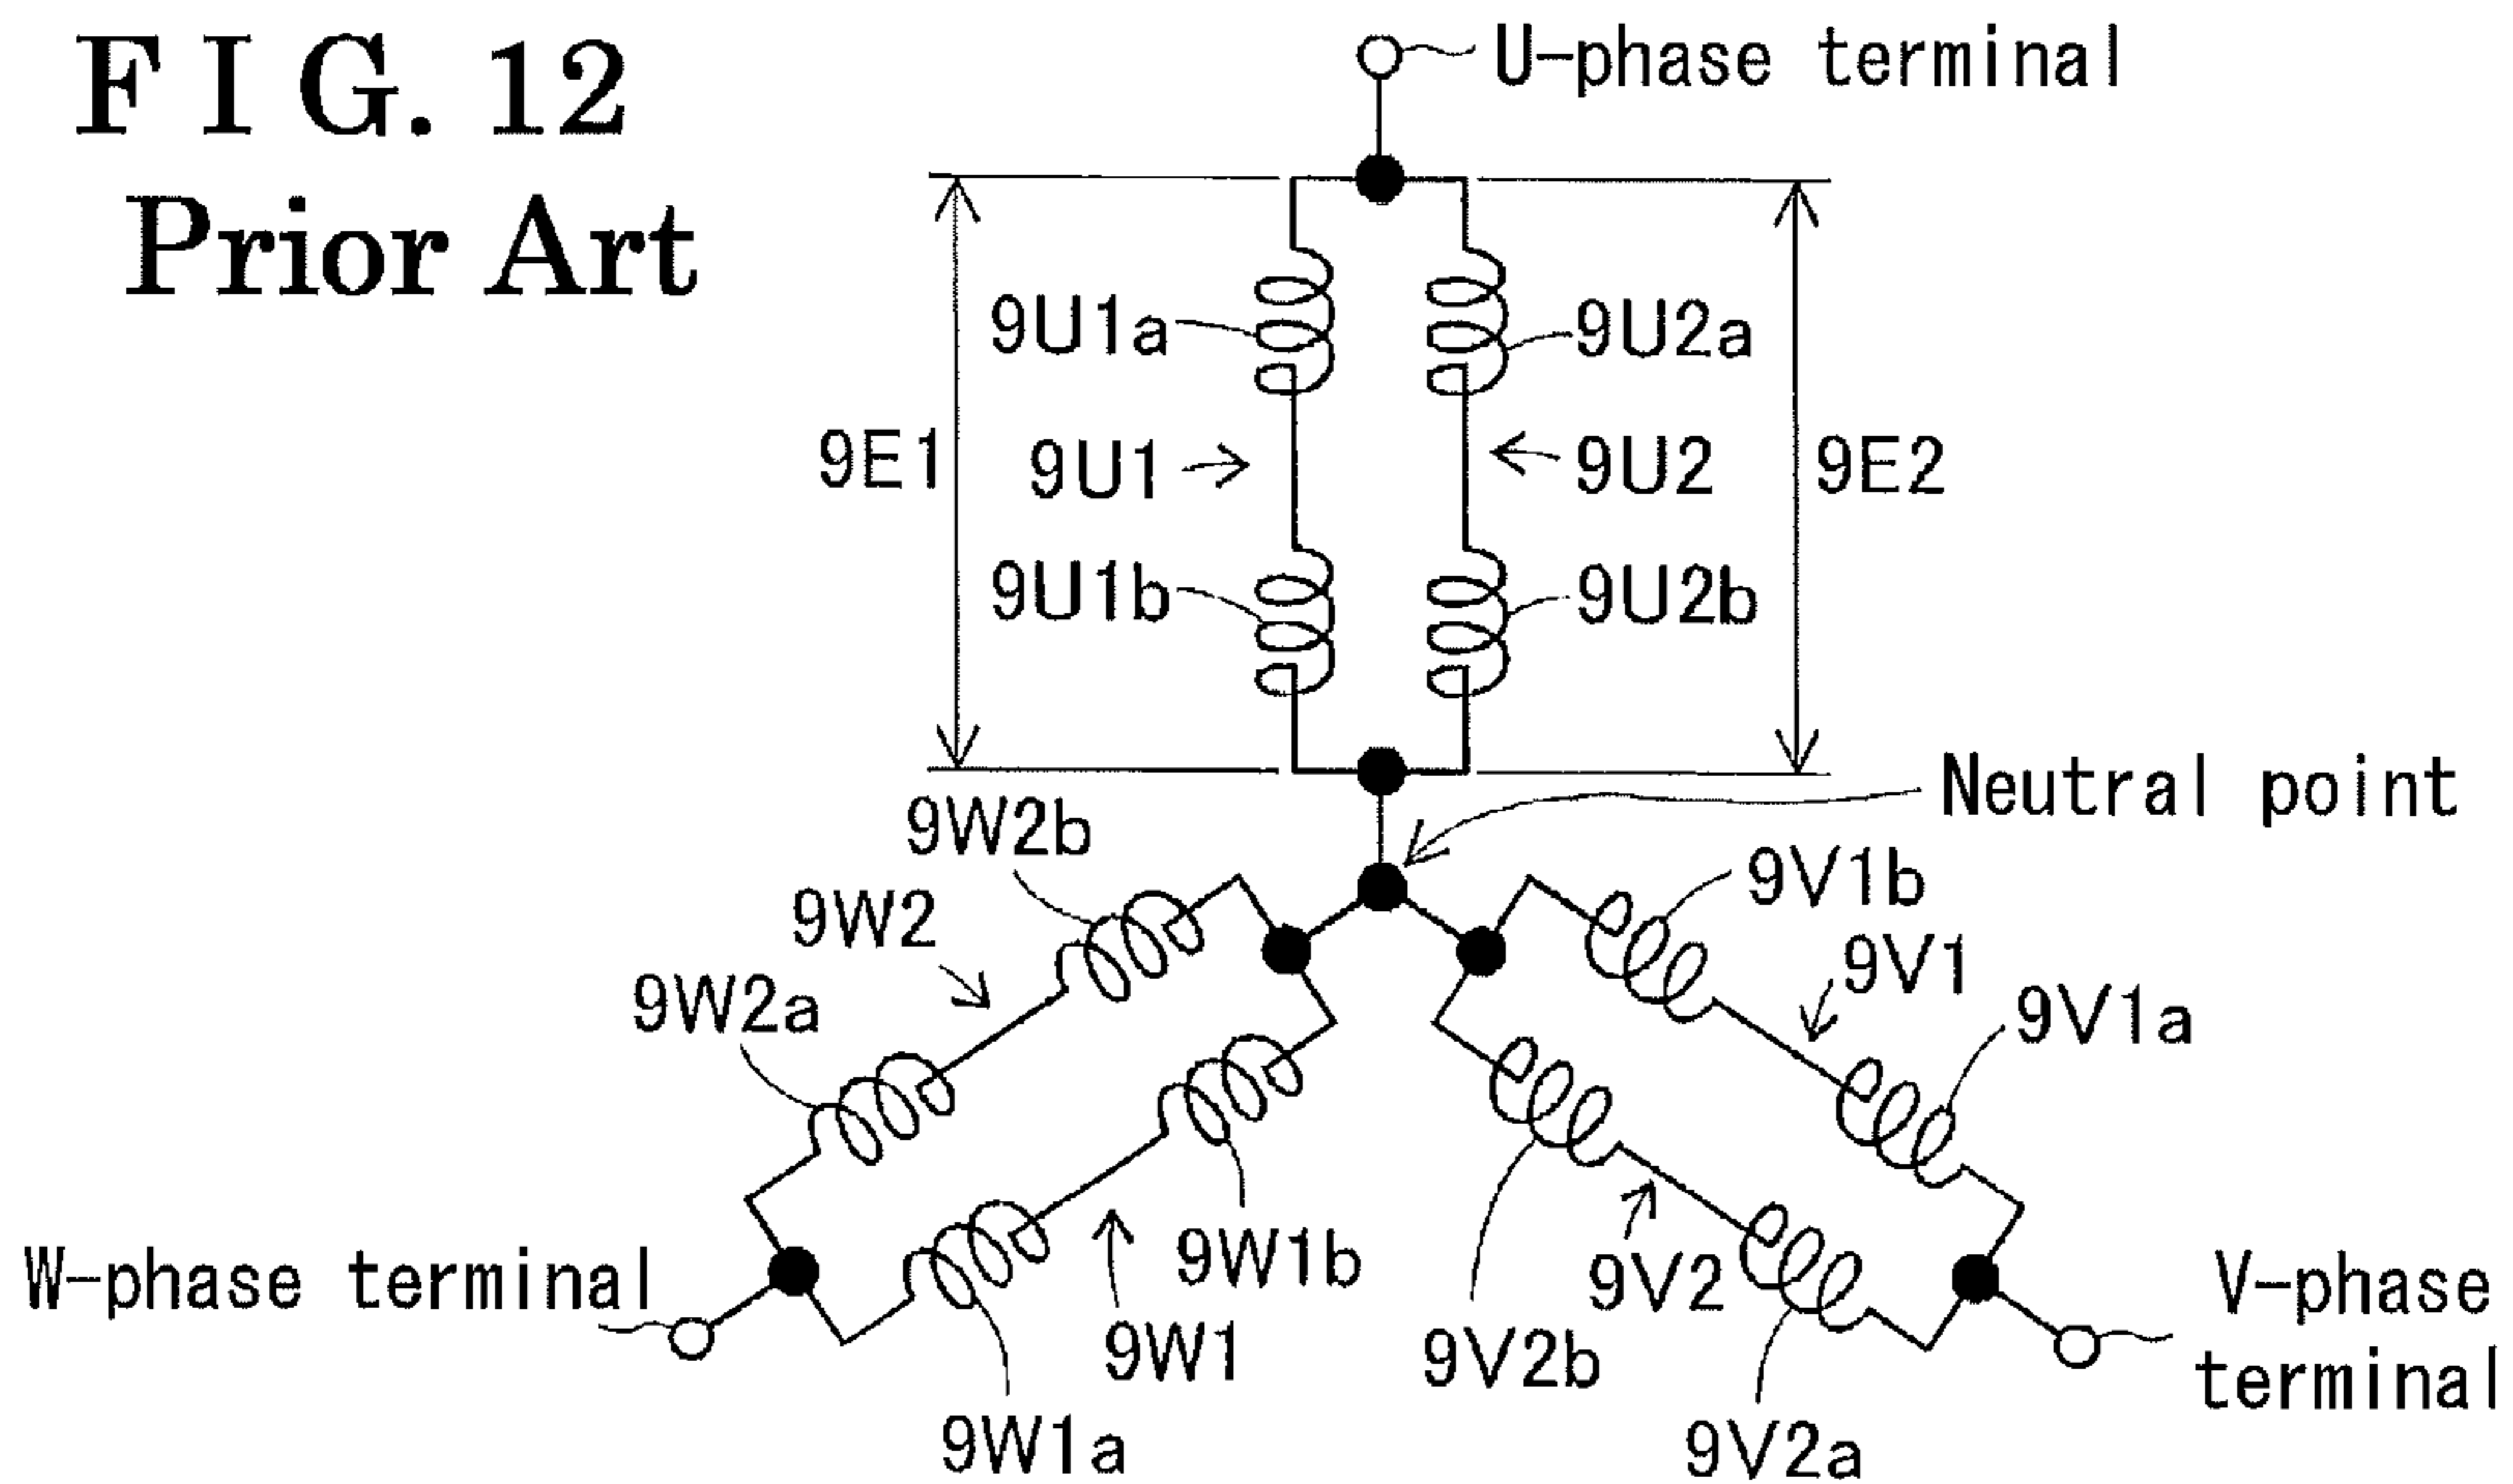 FIG. 12
Prior Art
U-phase terminal
9U1a
9U2a
9E1
9U1
9U2
9E2
9U1b
9U2b
Neutral point
9W2b
9V1b
9W2
9V1
9W2a
9V1a
W-phase terminal
9W1b
9V2
V-phase
terminal
9W1
9V2b
9W1a
9V2a